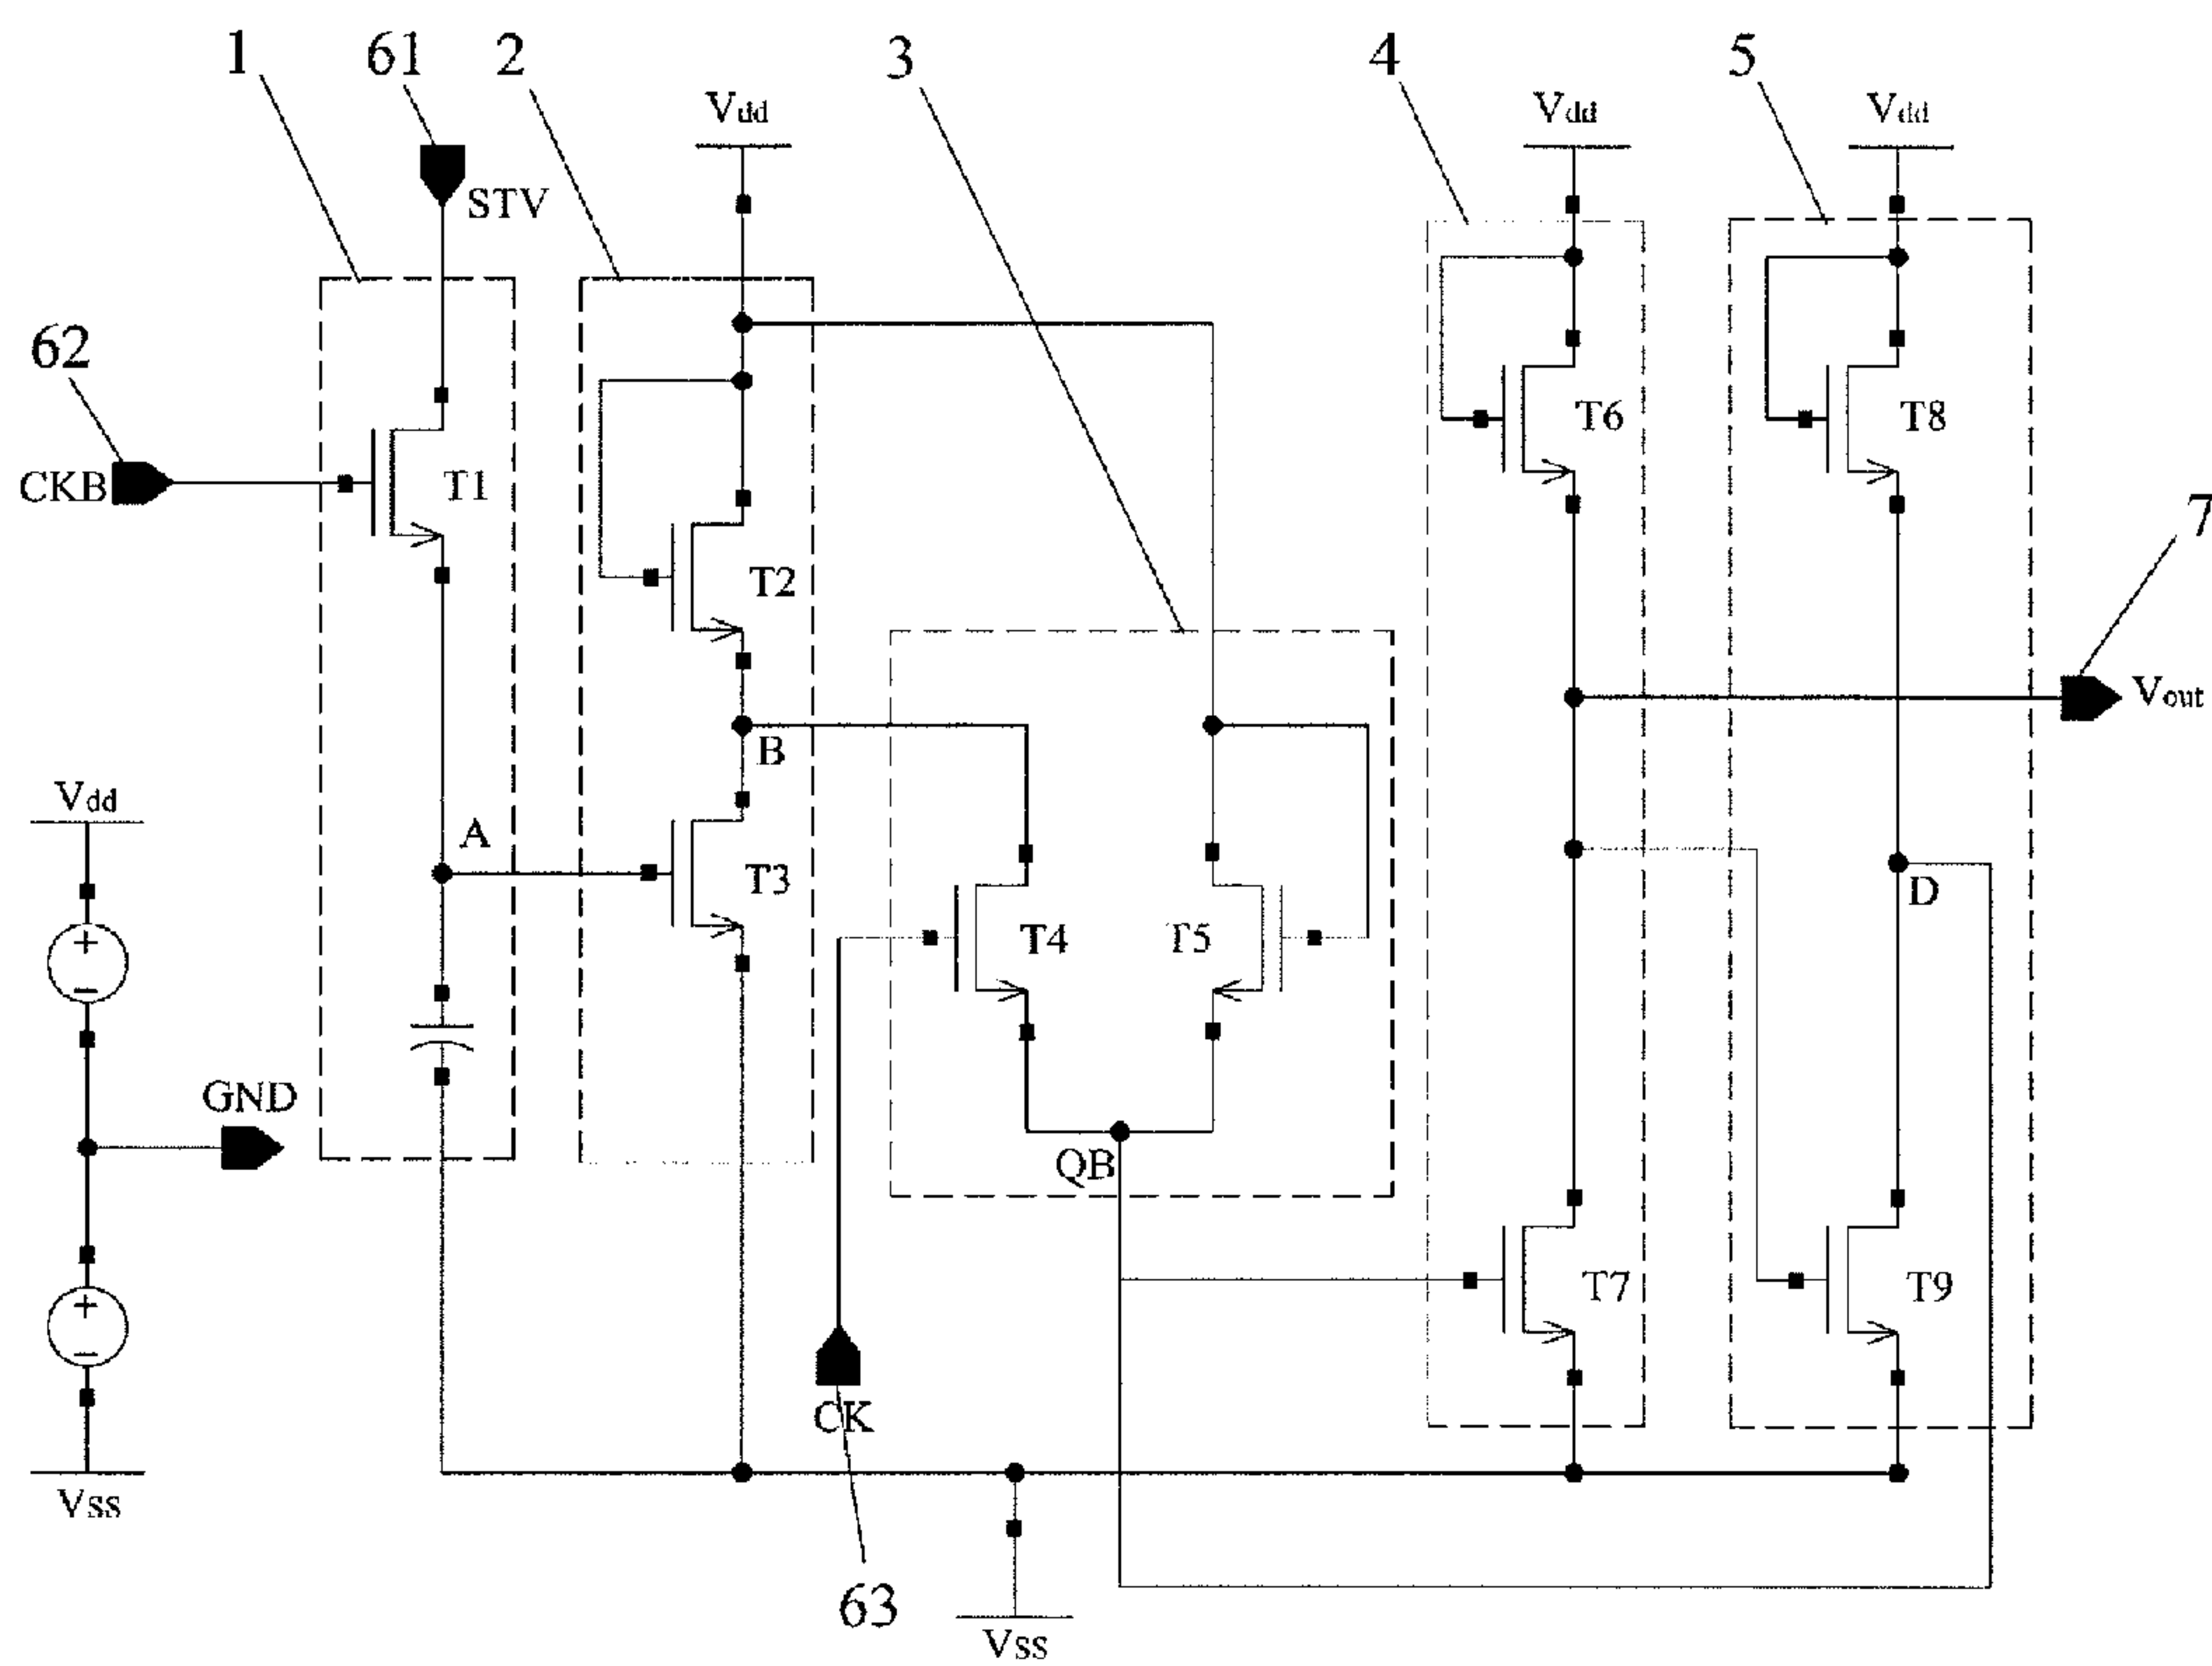 1
61
2
3
4
5
Vdd
Vdd
Vdd
STV
62
CKB
T1
T2
T6
T8
7
Vout
B
Vdd
A
T3
D
+
T4
T5
−
GND
QB
+
−
T7
T9
CK
Vss
63
Vss